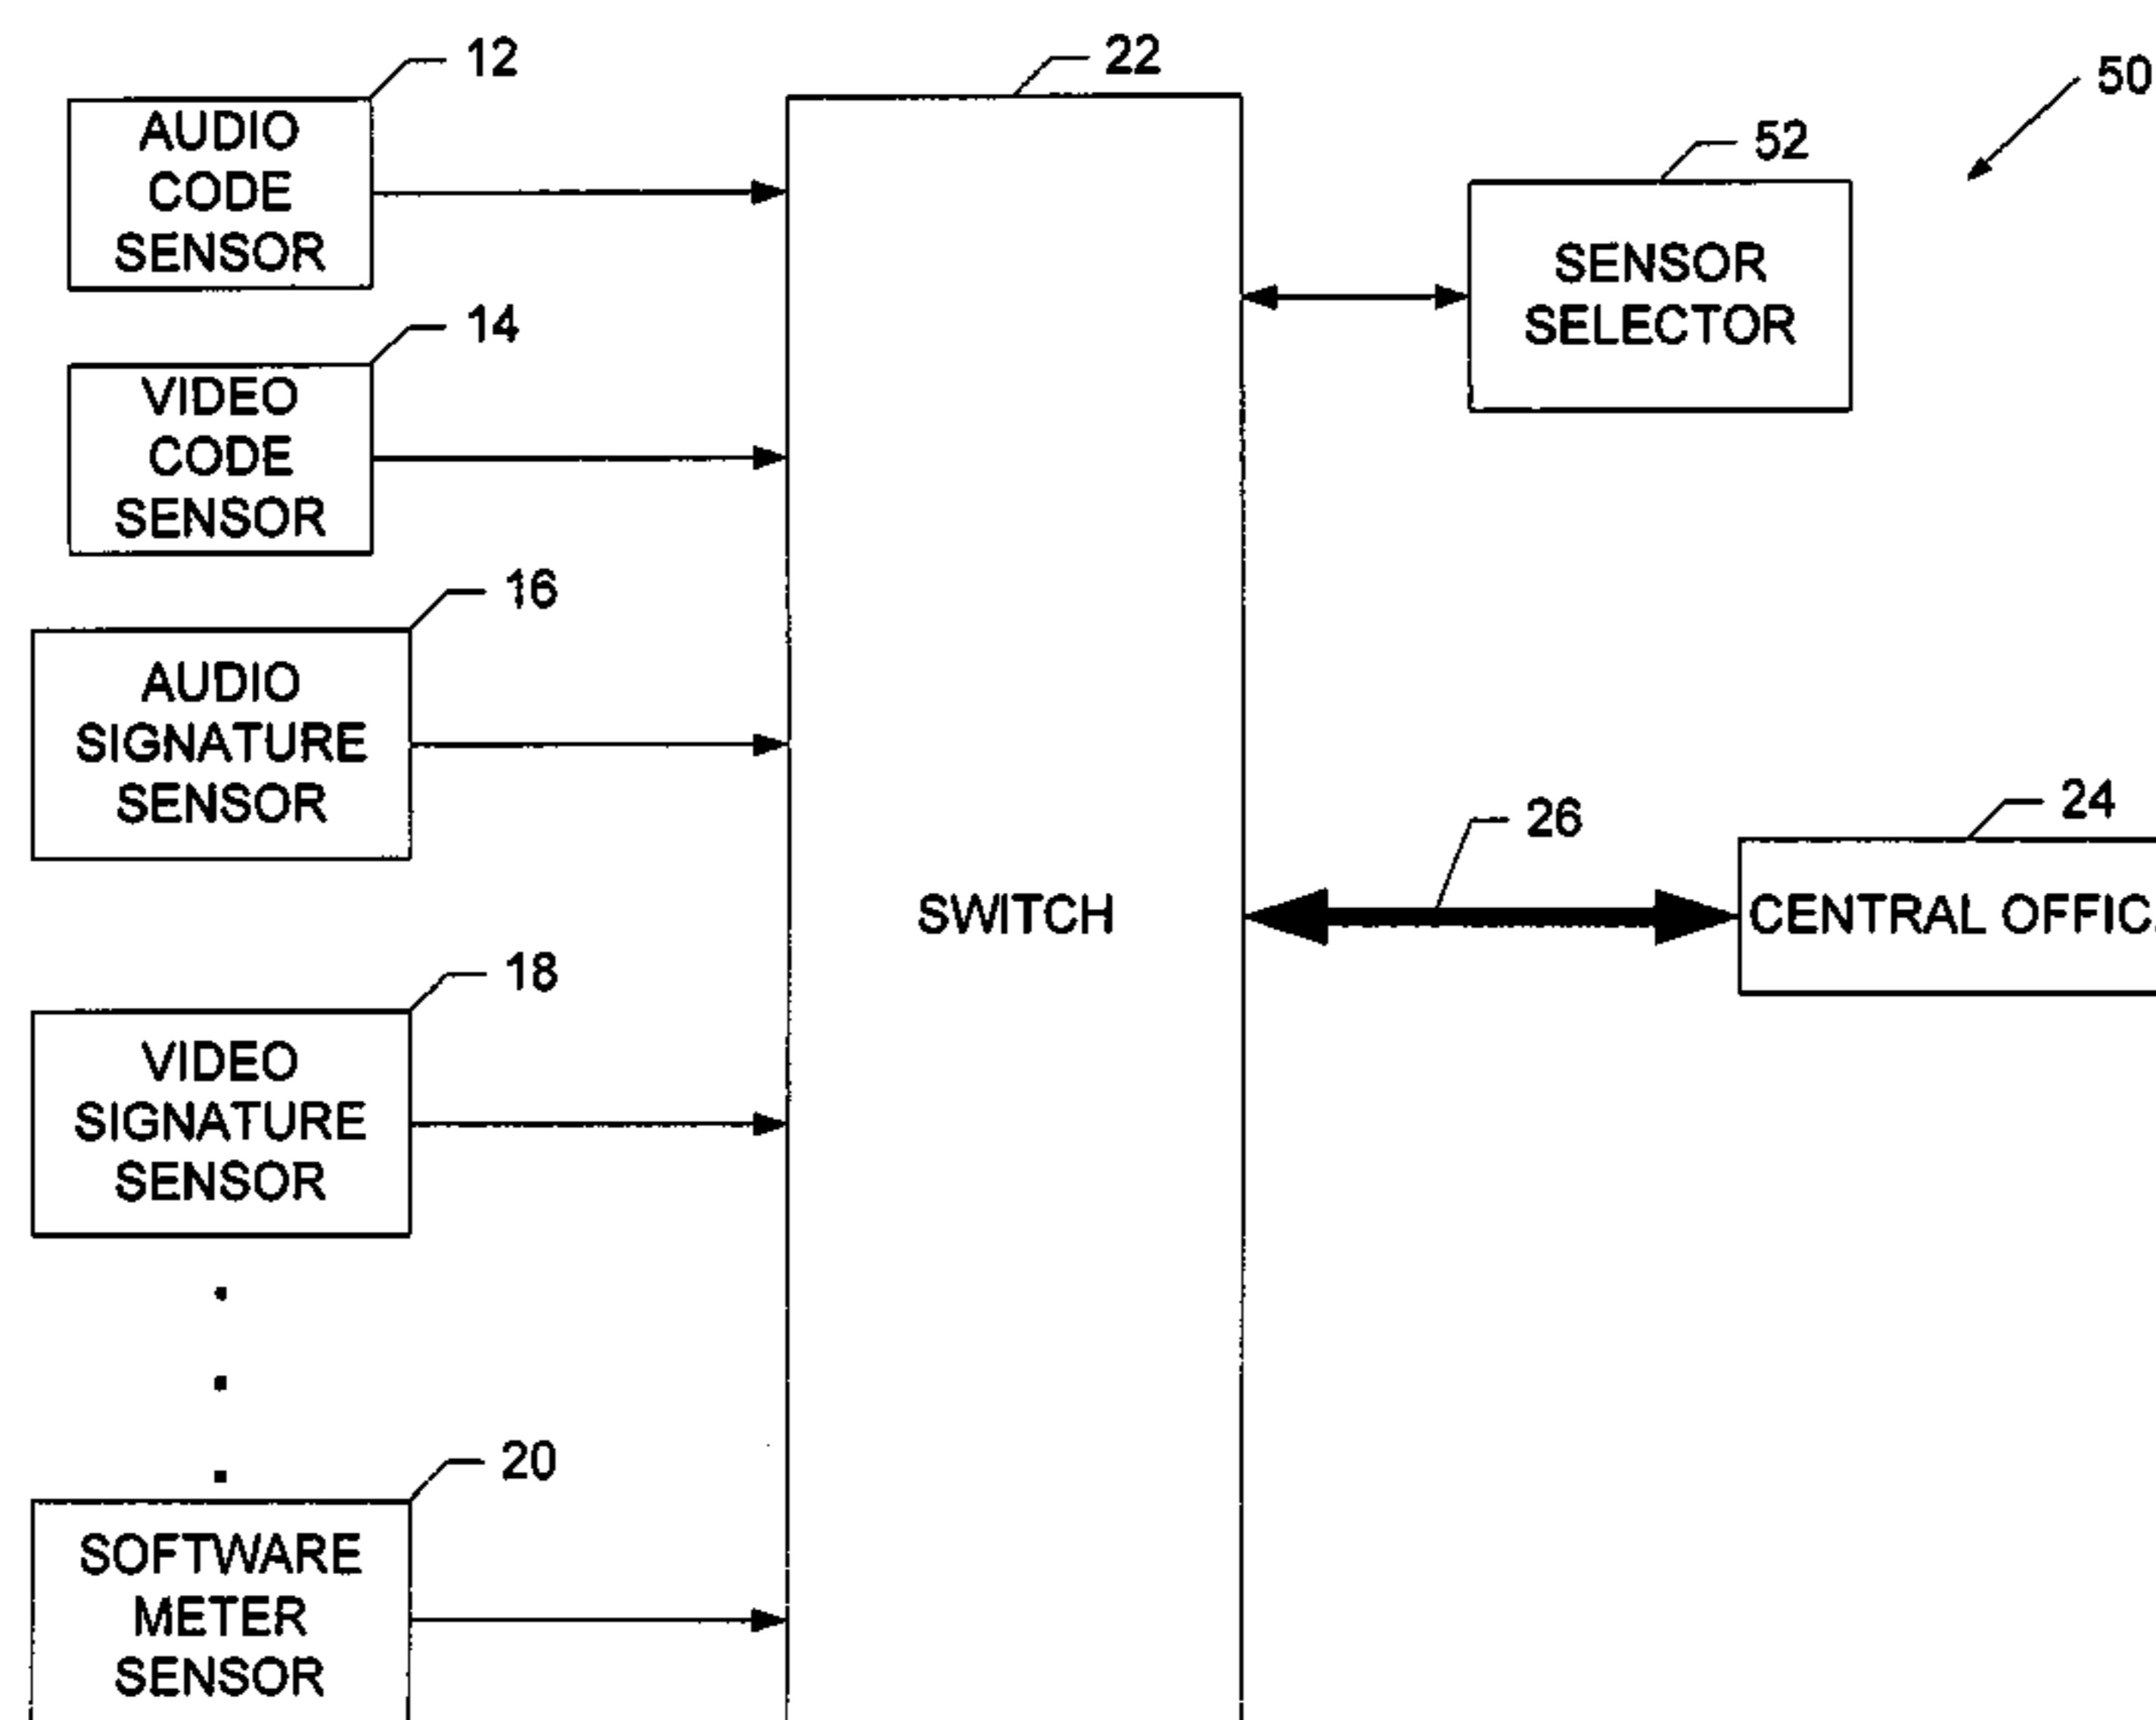 12
AUDIO
CODE
SENSOR
14
VIDEO
CODE
SENSOR
16
AUDIO
SIGNATURE
SENSOR
18
VIDEO
SIGNATURE
SENSOR
20
SOFTWARE
METER
SENSOR
22
SWITCH
50
52
SENSOR
SELECTOR
26
24
CENTRAL